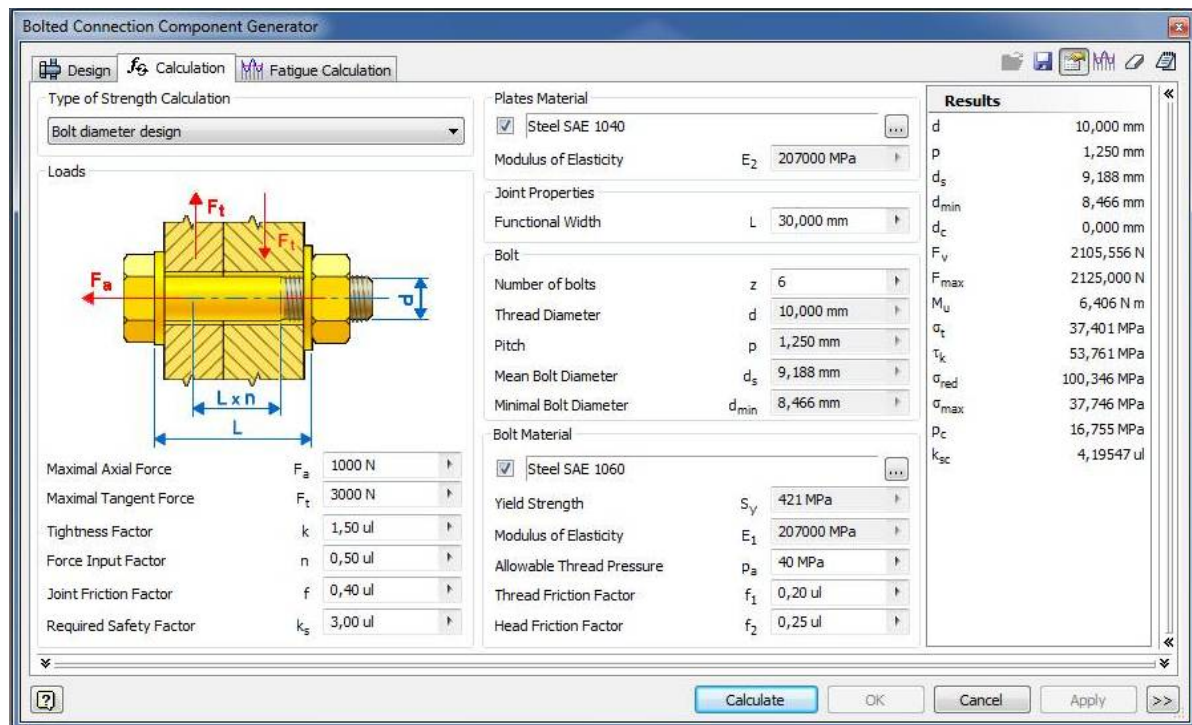 Bolted Connection Component Generator
Design
Calculation
Fatigue Calculation
Type of Strength Calculation
Bolt diameter design
Loads
Ft
Ft
Fa
d
L x n
L
Maximal Axial Force Fa 1000 N
Maximal Tangent Force Ft 3000 N
Tightness Factor k 1,50 ul
Force Input Factor n 0,50 ul
Joint Friction Factor f 0,40 ul
Required Safety Factor ks 3,00 ul
Plates Material
Steel SAE 1040 ...
Modulus of Elasticity E2 207000 MPa
Joint Properties
Functional Width L 30,000 mm
Bolt
Number of bolts z 6
Thread Diameter d 10,000 mm
Pitch p 1,250 mm
Mean Bolt Diameter ds 9,188 mm
Minimal Bolt Diameter dmin 8,466 mm
Bolt Material
Steel SAE 1060 ...
Yield Strength Sy 421 MPa
Modulus of Elasticity E1 207000 MPa
Allowable Thread Pressure pa 40 MPa
Thread Friction Factor f1 0,20 ul
Head Friction Factor f2 0,25 ul
Results
d 10,000 mm
p 1,250 mm
ds 9,188 mm
dmin 8,466 mm
dc 0,000 mm
Fv 2105,556 N
Fmax 2125,000 N
Mu 6,406 N m
σt 37,401 MPa
τk 53,761 MPa
σred 100,346 MPa
σmax 37,746 MPa
pc 16,755 MPa
ksc 4,19547 ul
?
Calculate
OK
Cancel
Apply
>>